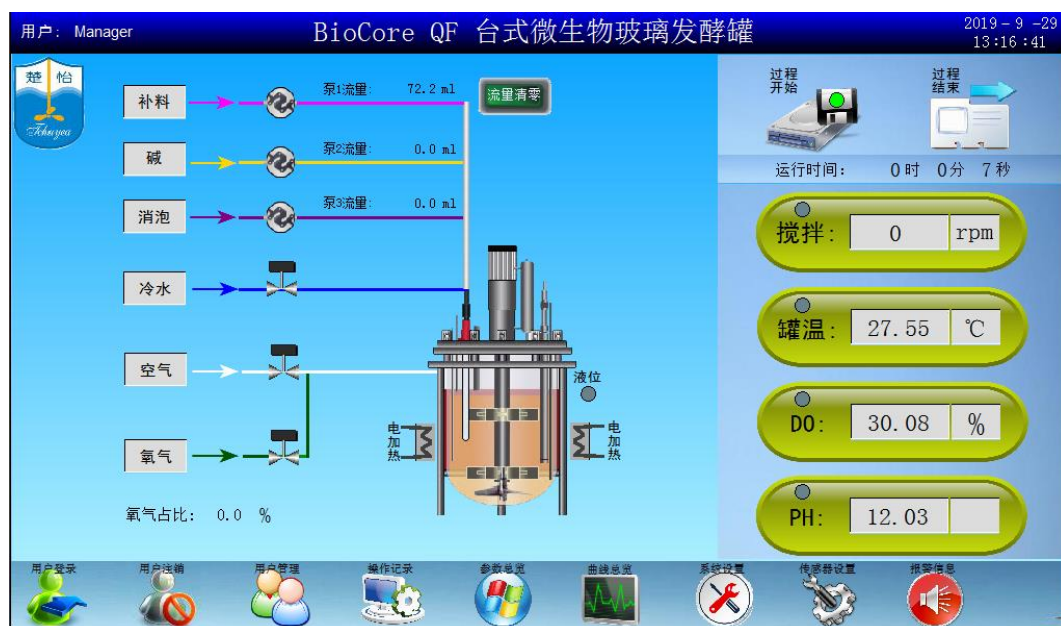 用户: Manager
BioCore QF 台式微生物玻璃发酵罐
2019-9-29
13:16:41
楚怡
Tchuyea
补料
泵1流量: 72.2 ml
流量清零
碱
泵2流量: 0.0 ml
消泡
泵3流量: 0.0 ml
冷水
空气
氧气
氧气占比: 0.0 %
液位
电加热
电加热
过程开始
过程结束
运行时间: 0时 0分 7秒
搅拌: 0 rpm
罐温: 27.55 ℃
DO: 30.08 %
PH: 12.03
用户登录
用户注销
用户管理
操作记录
参数总览
曲线总览
系统设置
传感器设置
报警信息